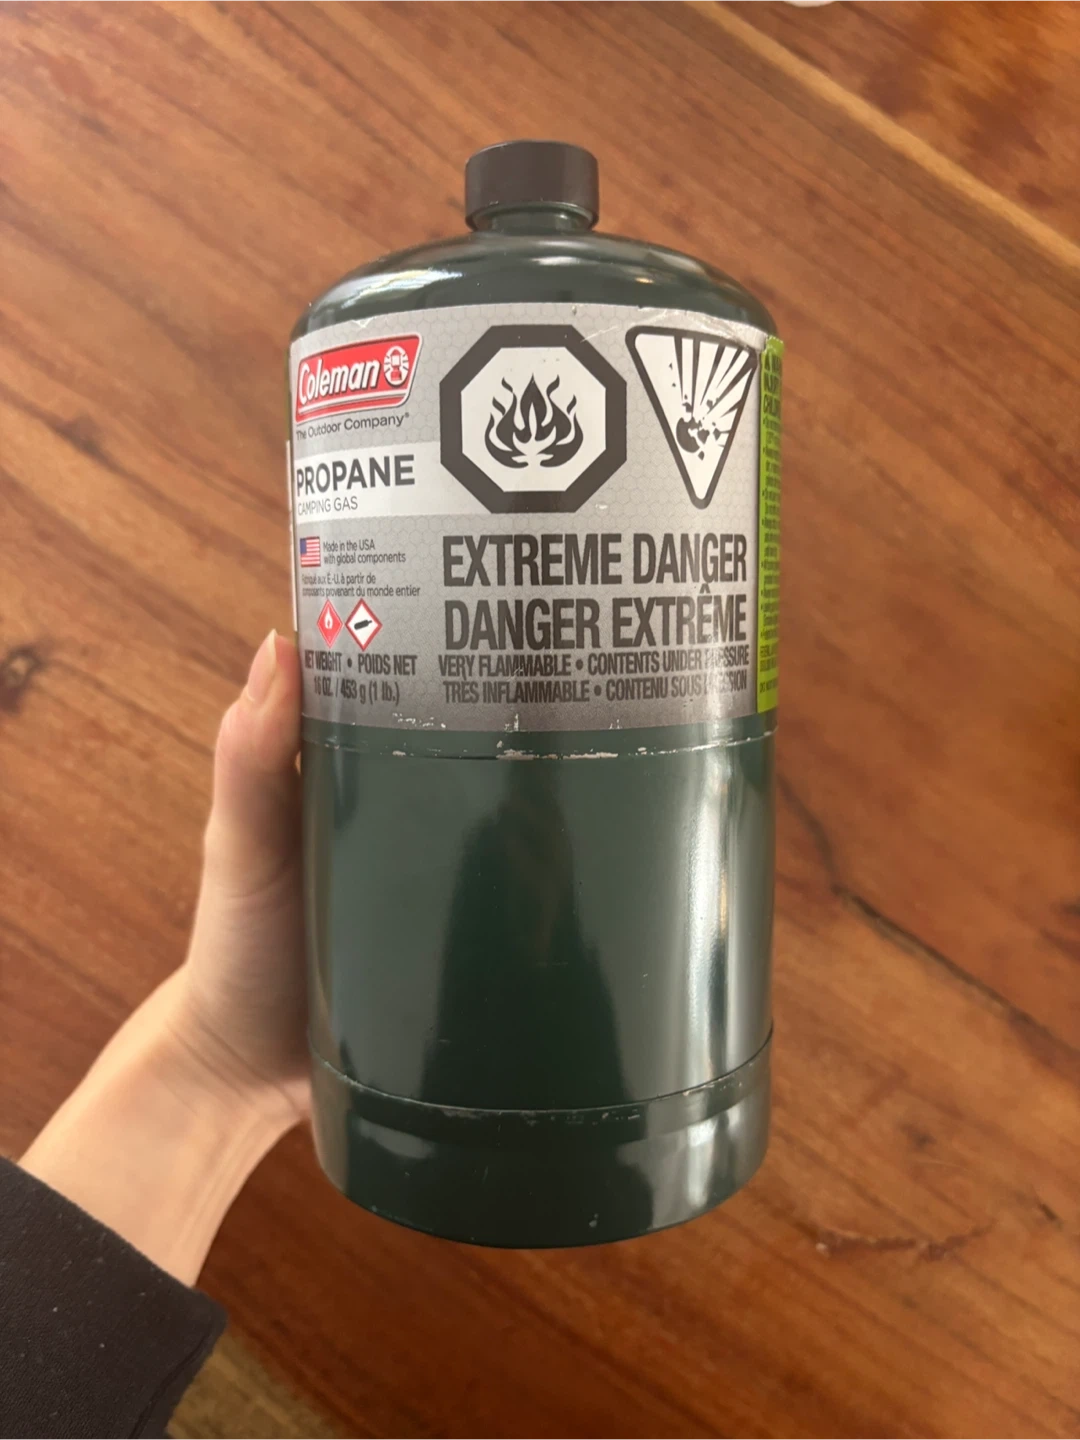 Coleman
The Outdoor Company®
PROPANE
CAMPING GAS
Made in the USA
with global components
Fabriqué aux É.-U. à partir de
composants provenant du monde entier
NET WEIGHT • POIDS NET
16 OZ. / 453 g (1 lb.)
EXTREME DANGER
DANGER EXTRÊME
VERY FLAMMABLE • CONTENTS UNDER PRESSURE
TRÈS INFLAMMABLE • CONTENU SOUS PRESSION